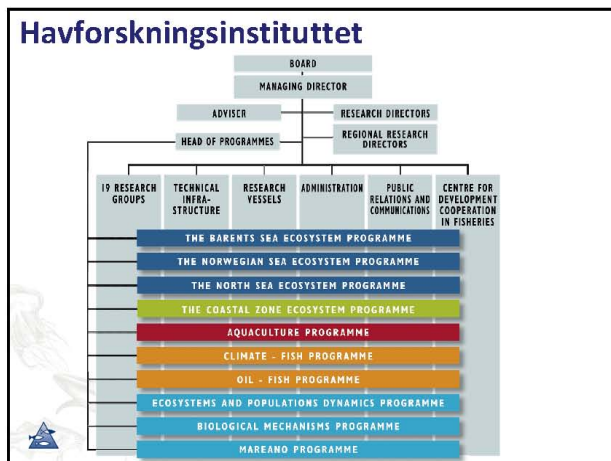 Havforskningsinstituttet
BOARD
MANAGING DIRECTOR
ADVISER
RESEARCH DIRECTORS
HEAD OF PROGRAMMES
REGIONAL RESEARCH
DIRECTORS
19 RESEARCH
GROUPS
TECHNICAL
INFRA-
STRUCTURE
RESEARCH
VESSELS
ADMINISTRATION
PUBLIC
RELATIONS AND
COMMUNICATIONS
CENTRE FOR
DEVELOPMENT
COOPERATION
IN FISHERIES
THE BARENTS SEA ECOSYSTEM PROGRAMME
THE NORWEGIAN SEA ECOSYSTEM PROGRAMME
THE NORTH SEA ECOSYSTEM PROGRAMME
THE COASTAL ZONE ECOSYSTEM PROGRAMME
AQUACULTURE PROGRAMME
CLIMATE - FISH PROGRAMME
OIL - FISH PROGRAMME
ECOSYSTEMS AND POPULATIONS DYNAMICS PROGRAMME
BIOLOGICAL MECHANISMS PROGRAMME
MAREANO PROGRAMME